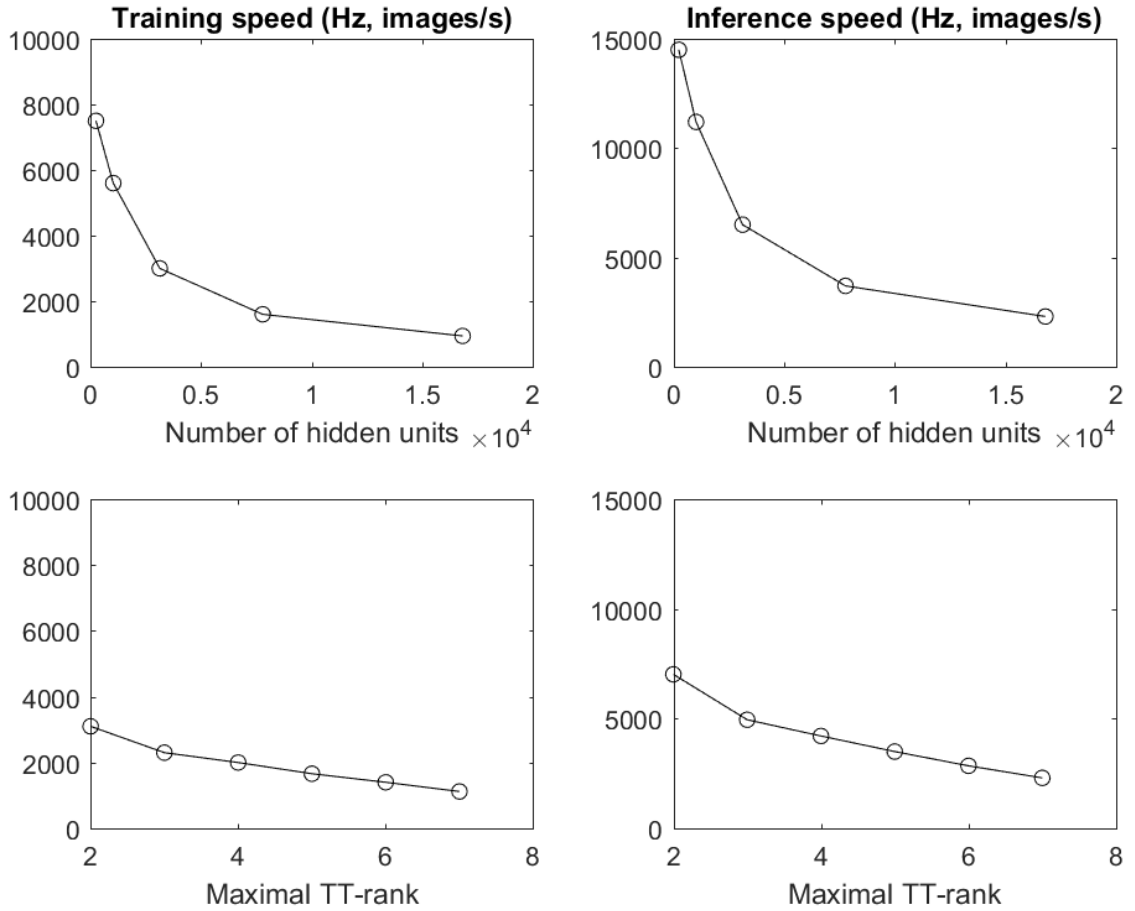 Training speed (Hz, images/s)
10000
8000
6000
4000
2000
0
0 0.5 1 1.5 2
Number of hidden units ×10^4
Inference speed (Hz, images/s)
15000
10000
5000
0
0 0.5 1 1.5 2
Number of hidden units ×10^4
10000
8000
6000
4000
2000
0
2 4 6 8
Maximal TT-rank
15000
10000
5000
0
2 4 6 8
Maximal TT-rank